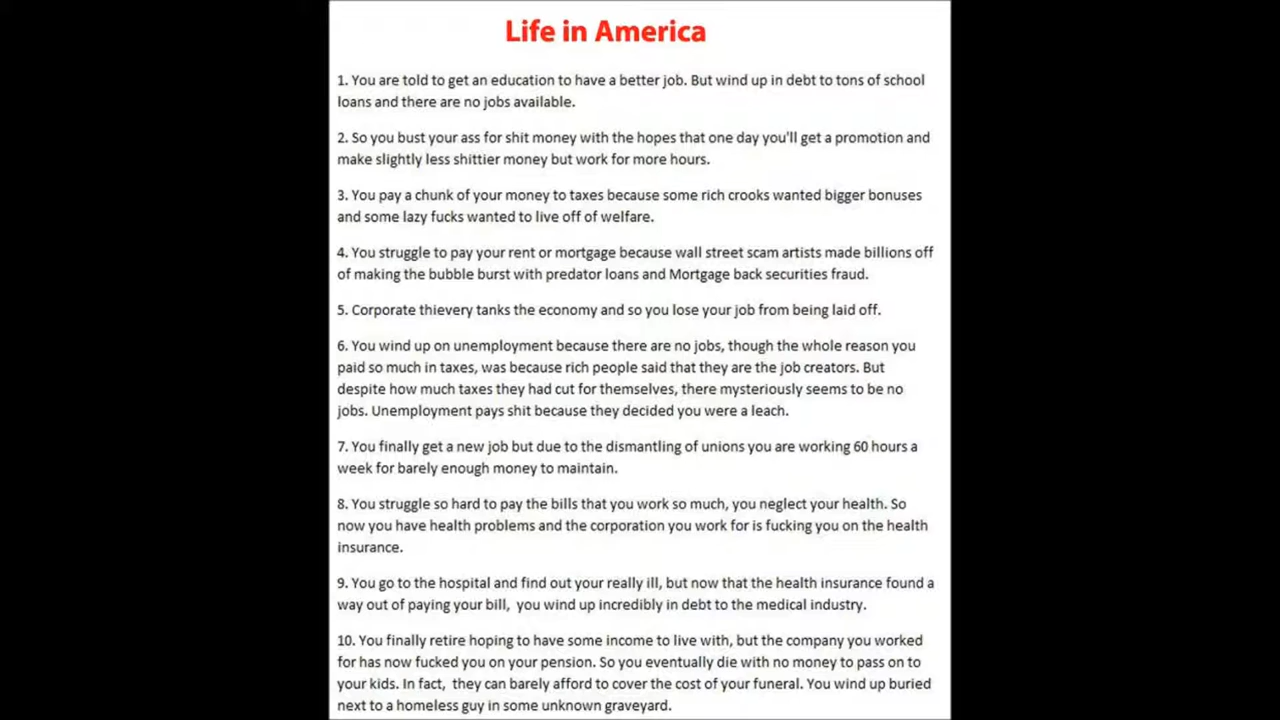 Life in America
1. You are told to get an education to have a better job. But wind up in debt to tons of school
loans and there are no jobs available.
2. So you bust your ass for shit money with the hopes that one day you'll get a promotion and
make slightly less shittier money but work for more hours.
3. You pay a chunk of your money to taxes because some rich crooks wanted bigger bonuses
and some lazy fucks wanted to live off of welfare.
4. You struggle to pay your rent or mortgage because wall street scam artists made billions off
of making the bubble burst with predator loans and Mortgage back securities fraud.
5. Corporate thievery tanks the economy and so you lose your job from being laid off.
6. You wind up on unemployment because there are no jobs, though the whole reason you
paid so much in taxes, was because rich people said that they are the job creators. But
despite how much taxes they had cut for themselves, there mysteriously seems to be no
jobs. Unemployment pays shit because they decided you were a leach.
7. You finally get a new job but due to the dismantling of unions you are working 60 hours a
week for barely enough money to maintain.
8. You struggle so hard to pay the bills that you work so much, you neglect your health. So
now you have health problems and the corporation you work for is fucking you on the health
insurance.
9. You go to the hospital and find out your really ill, but now that the health insurance found a
way out of paying your bill, you wind up incredibly in debt to the medical industry.
10. You finally retire hoping to have some income to live with, but the company you worked
for has now fucked you on your pension. So you eventually die with no money to pass on to
your kids. In fact, they can barely afford to cover the cost of your funeral. You wind up buried
next to a homeless guy in some unknown graveyard.